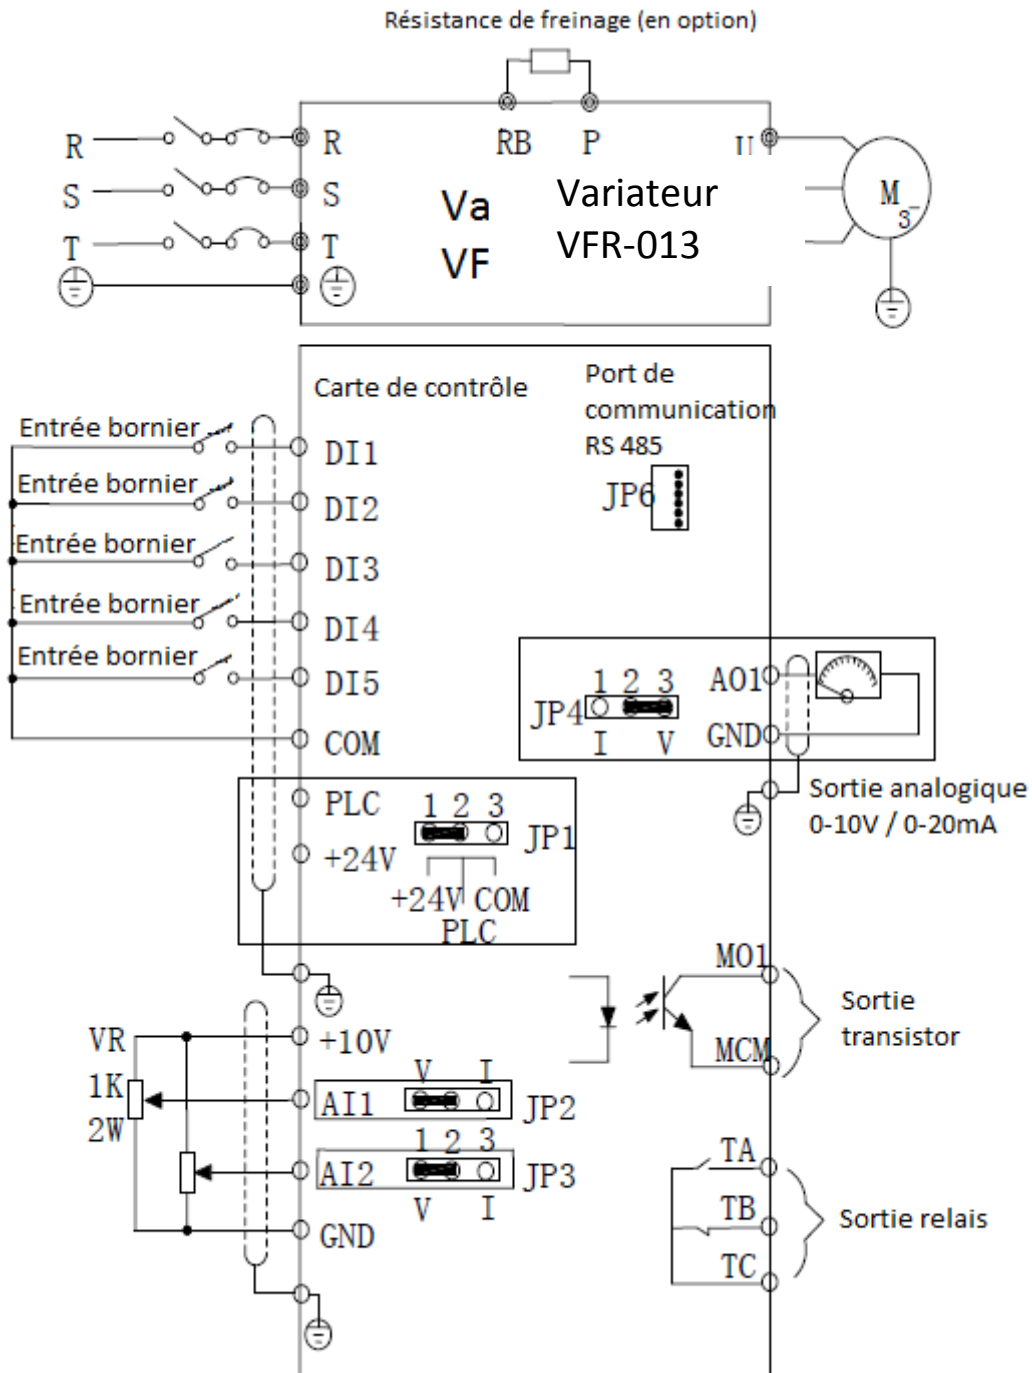 Résistance de freinage (en option)
R
R
RB
P
U
S
S
Va
VF
Variateur
VFR-013
M
3~
T
T
Carte de contrôle
Port de
communication
RS 485
JP6
Entrée bornier
DI1
Entrée bornier
DI2
Entrée bornier
DI3
Entrée bornier
DI4
Entrée bornier
DI5
COM
1 2 3
JP4
I V
AO1
GND
Sortie analogique
0-10V / 0-20mA
PLC
+24V
1 2 3
JP1
+24V COM
PLC
MO1
MCM
Sortie
transistor
VR
1K
2W
+10V
V I
AI1
JP2
1 2 3
AI2
JP3
V I
GND
TA
TB
TC
Sortie relais